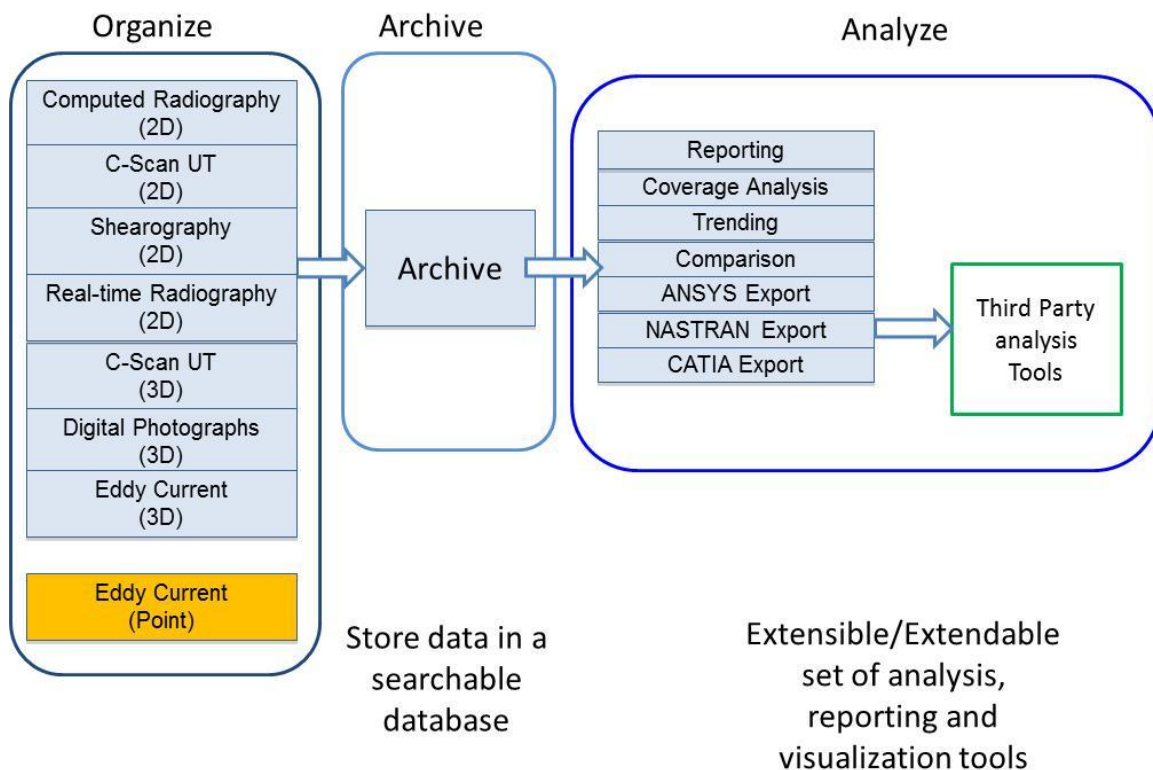 Organize
Computed Radiography
(2D)
C-Scan UT
(2D)
Shearography
(2D)
Real-time Radiography
(2D)
C-Scan UT
(3D)
Digital Photographs
(3D)
Eddy Current
(3D)
Eddy Current
(Point)
Archive
Archive
Store data in a
searchable
database
Analyze
Reporting
Coverage Analysis
Trending
Comparison
ANSYS Export
NASTRAN Export
CATIA Export
Third Party
analysis
Tools
Extensible/Extendable
set of analysis,
reporting and
visualization tools